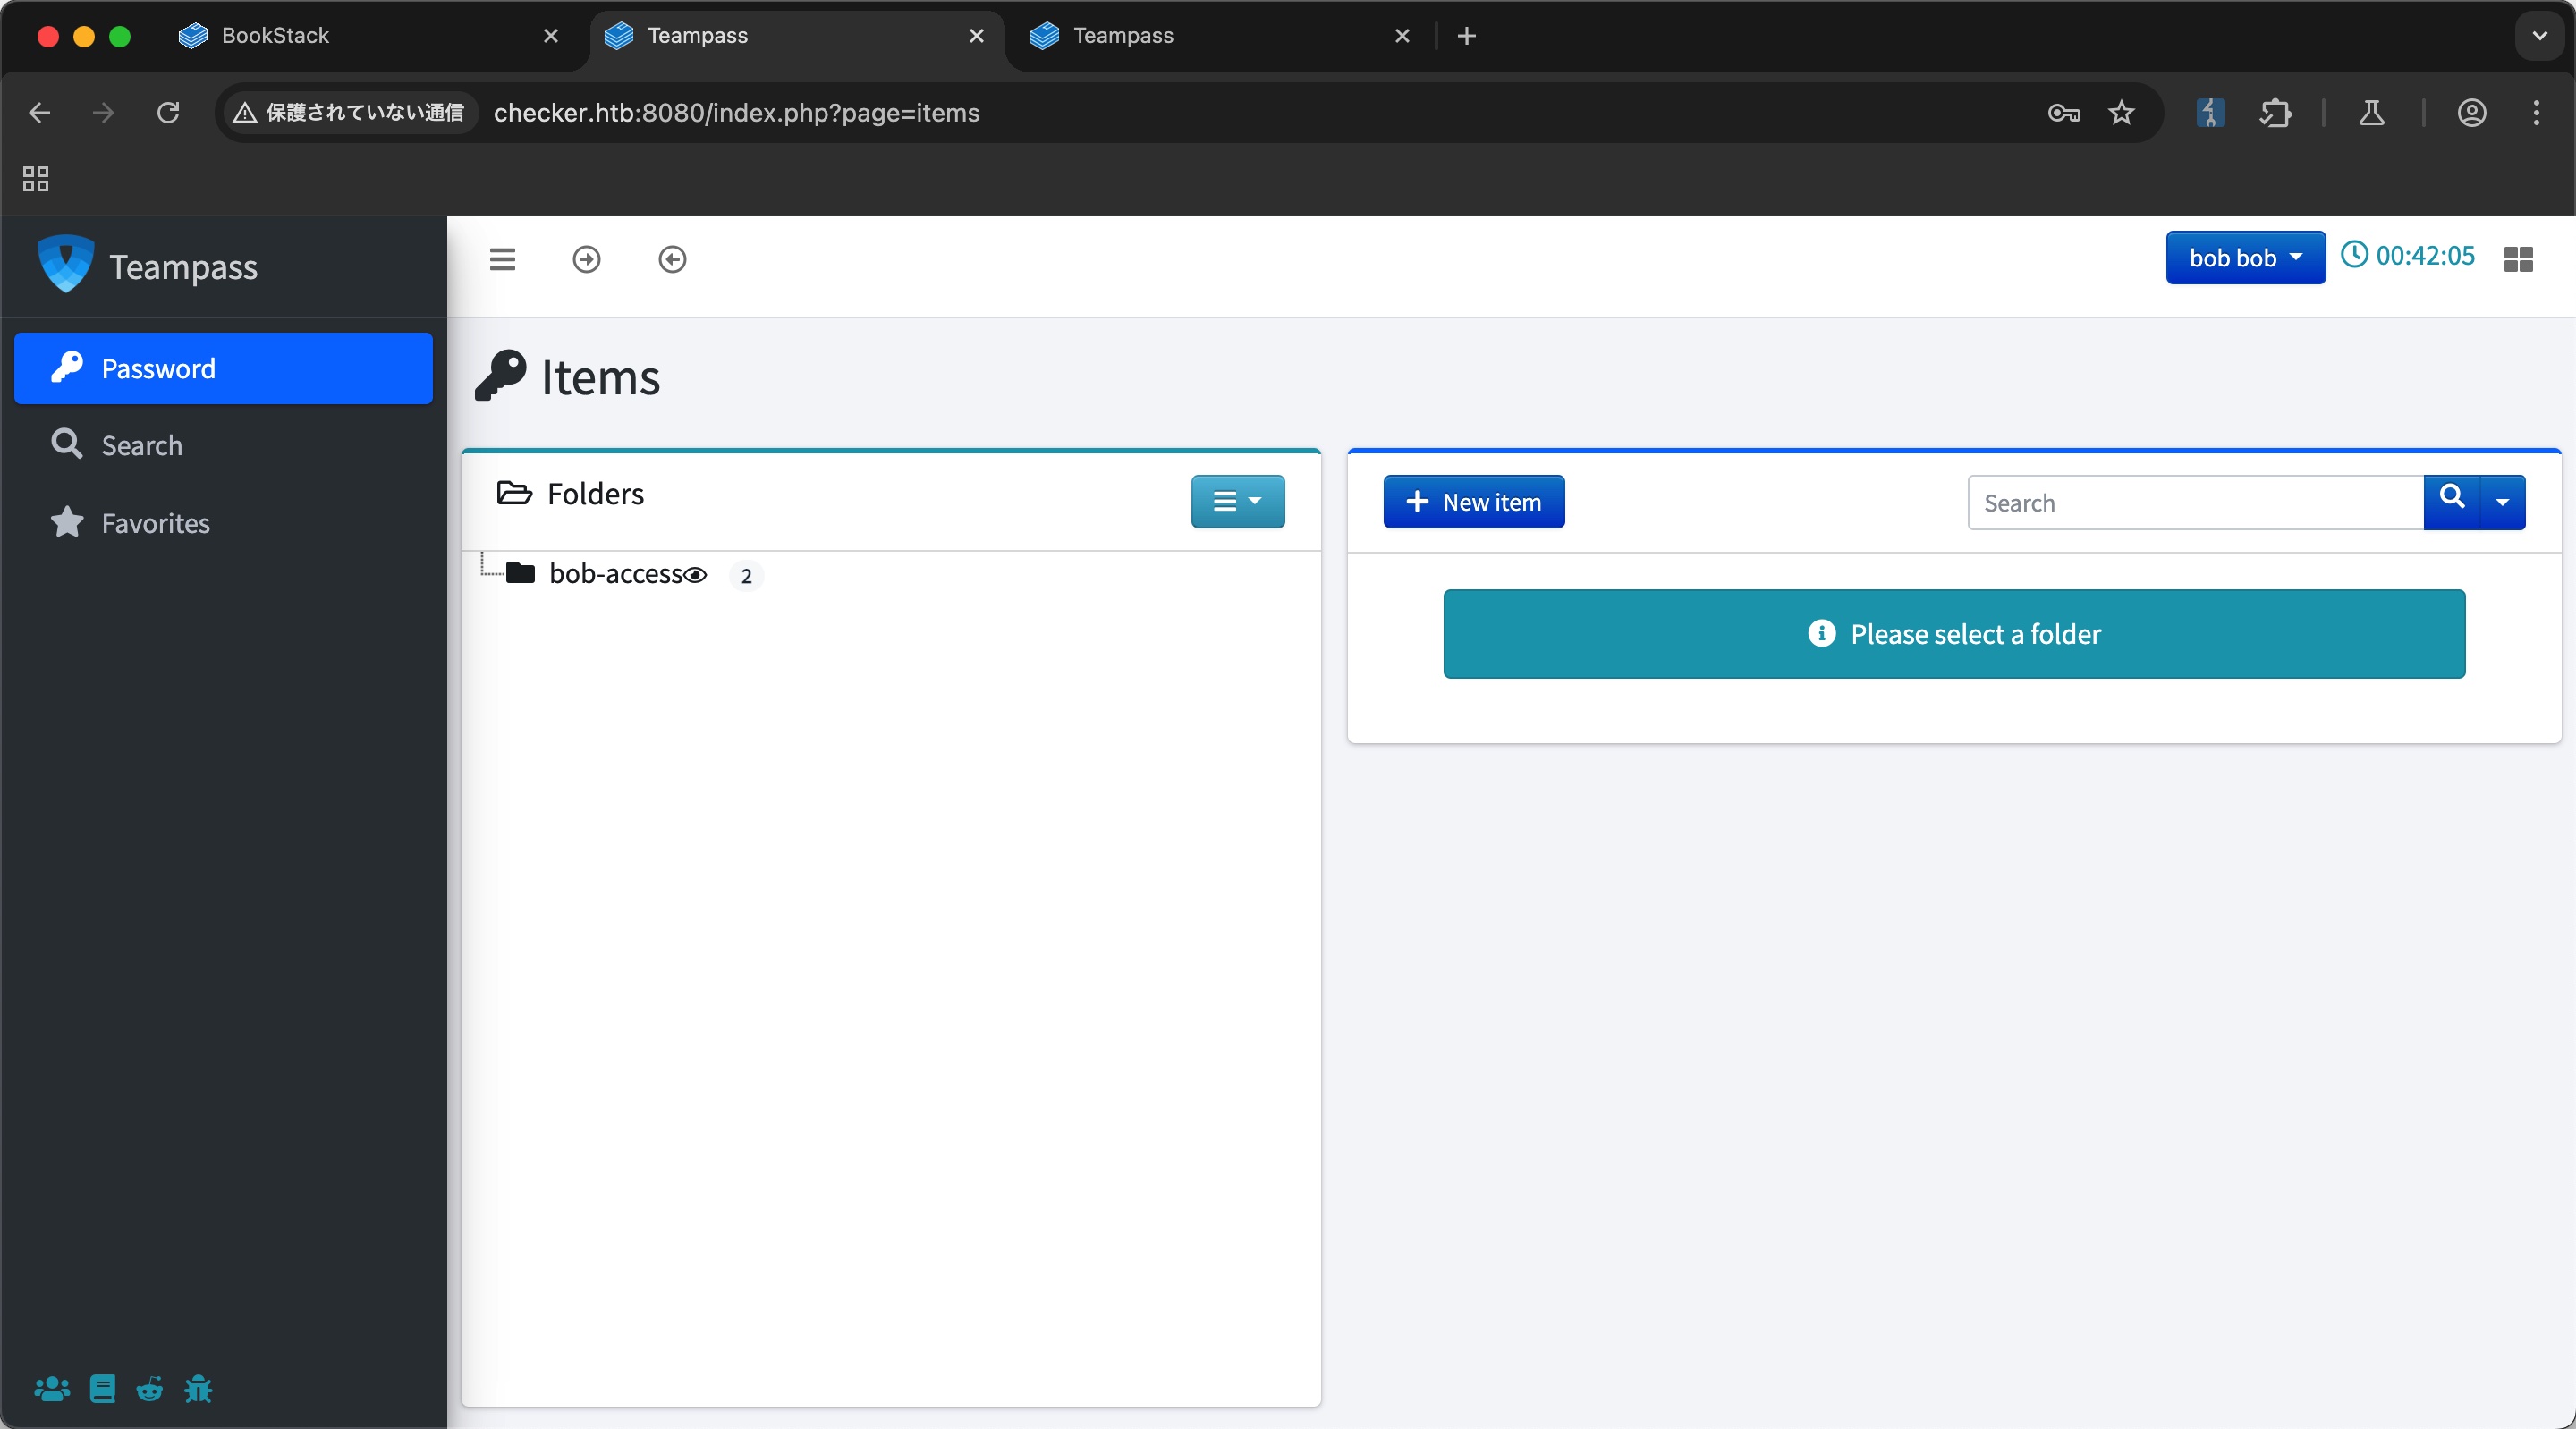 BookStack
Teampass
Teampass
保護されていない通信
checker.htb:8080/index.php?page=items
Teampass
bob bob
00:42:05
Password
Search
Favorites
Items
Folders
bob-access 2
New item
Search
Please select a folder